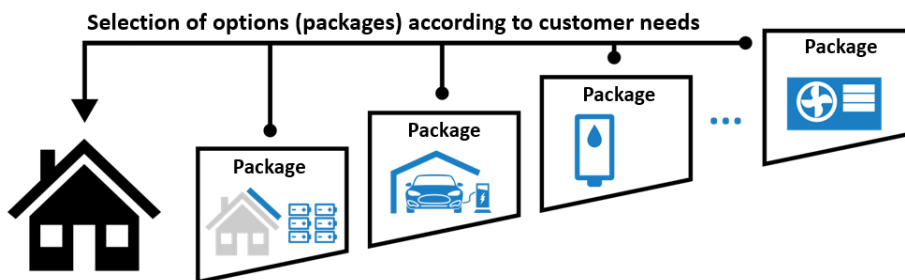 Selection of options (packages) according to customer needs
Package
Package
Package
...
Package